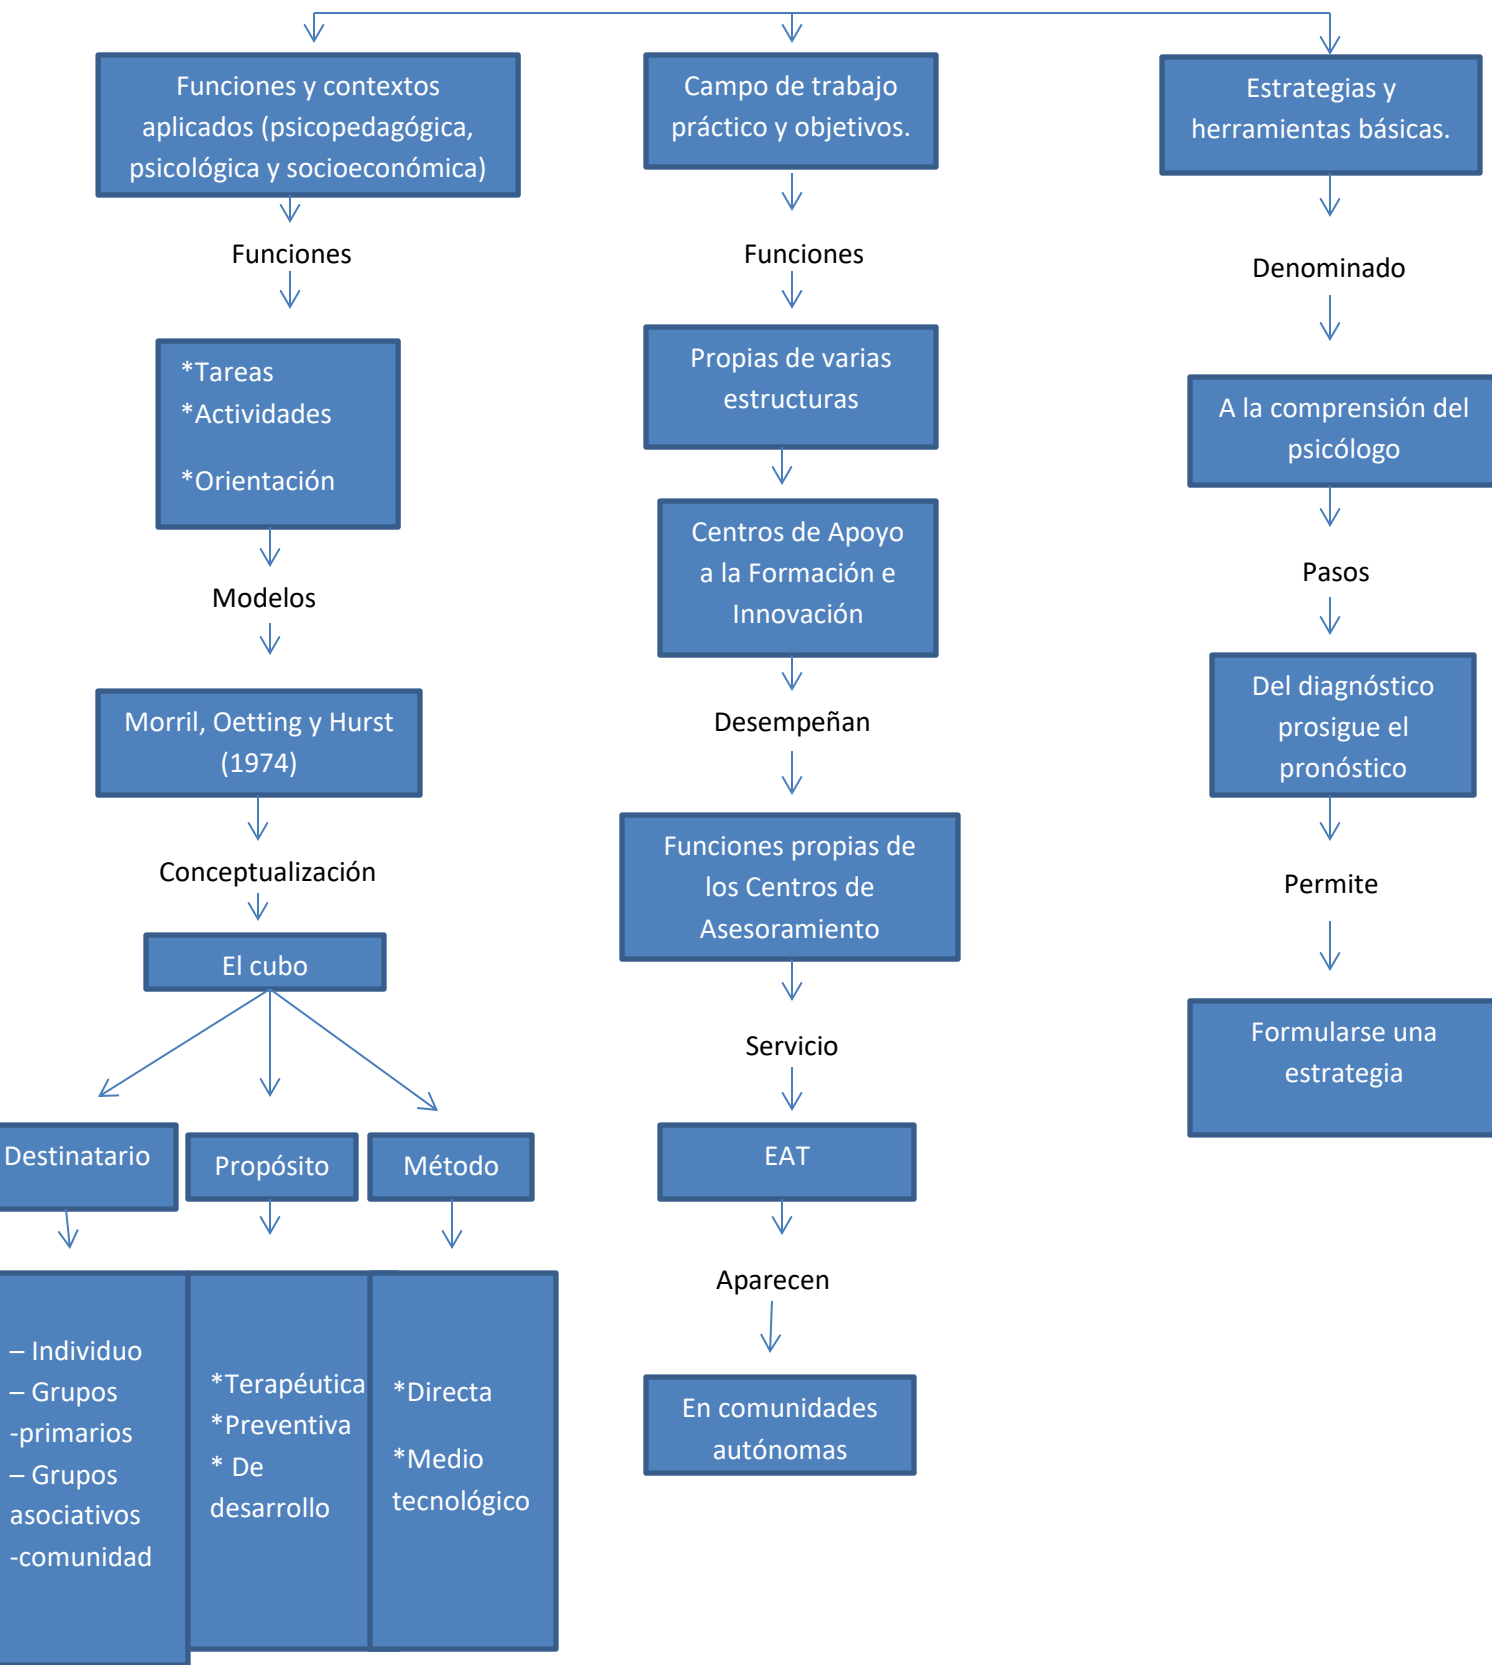 Funciones y contextos
aplicados (psicopedagógica,
psicológica y socioeconómica)
Funciones
*Tareas
*Actividades
*Orientación
Modelos
Morril, Oetting y Hurst
(1974)
Conceptualización
El cubo
Destinatario
Propósito
Método
– Individuo
– Grupos
-primarios
– Grupos
asociativos
-comunidad
*Terapéutica
*Preventiva
* De
desarrollo
*Directa
*Medio
tecnológico
Campo de trabajo
práctico y objetivos.
Funciones
Propias de varias
estructuras
Centros de Apoyo
a la Formación e
Innovación
Desempeñan
Funciones propias de
los Centros de
Asesoramiento
Servicio
EAT
Aparecen
En comunidades
autónomas
Estrategias y
herramientas básicas.
Denominado
A la comprensión del
psicólogo
Pasos
Del diagnóstico
prosigue el
pronóstico
Permite
Formularse una
estrategia